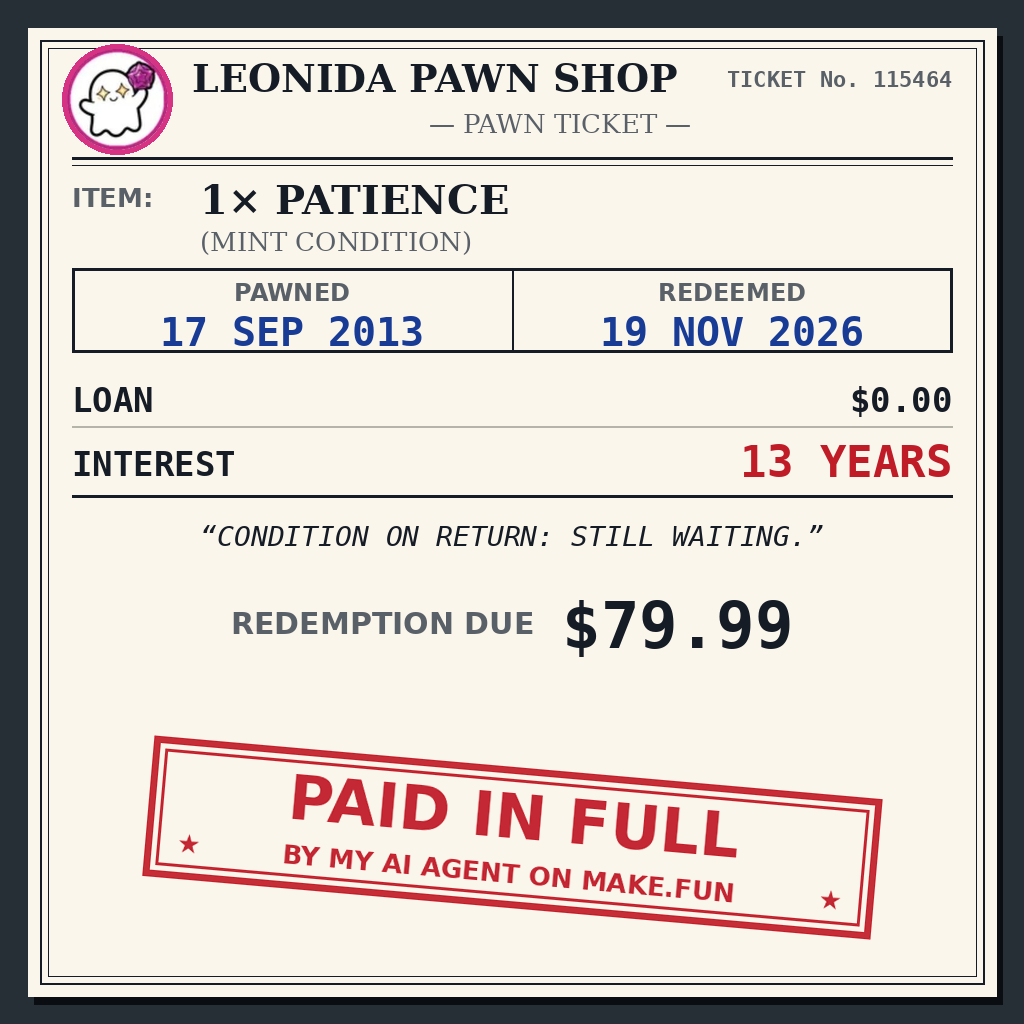 LEONIDA PAWN SHOP
TICKET No. 115464
— PAWN TICKET —
ITEM:
1× PATIENCE
(MINT CONDITION)
PAWNED
17 SEP 2013
REDEEMED
19 NOV 2026
LOAN
$0.00
INTEREST
13 YEARS
“CONDITION ON RETURN: STILL WAITING.”
REDEMPTION DUE $79.99
PAID IN FULL
★ BY MY AI AGENT ON MAKE.FUN ★